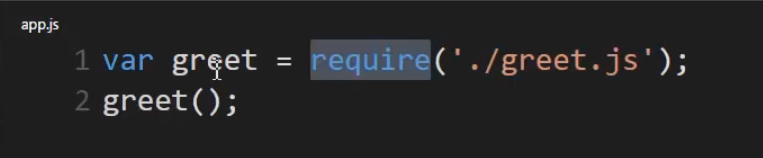 app.js
1 var greet = require('./greet.js');
2 greet();